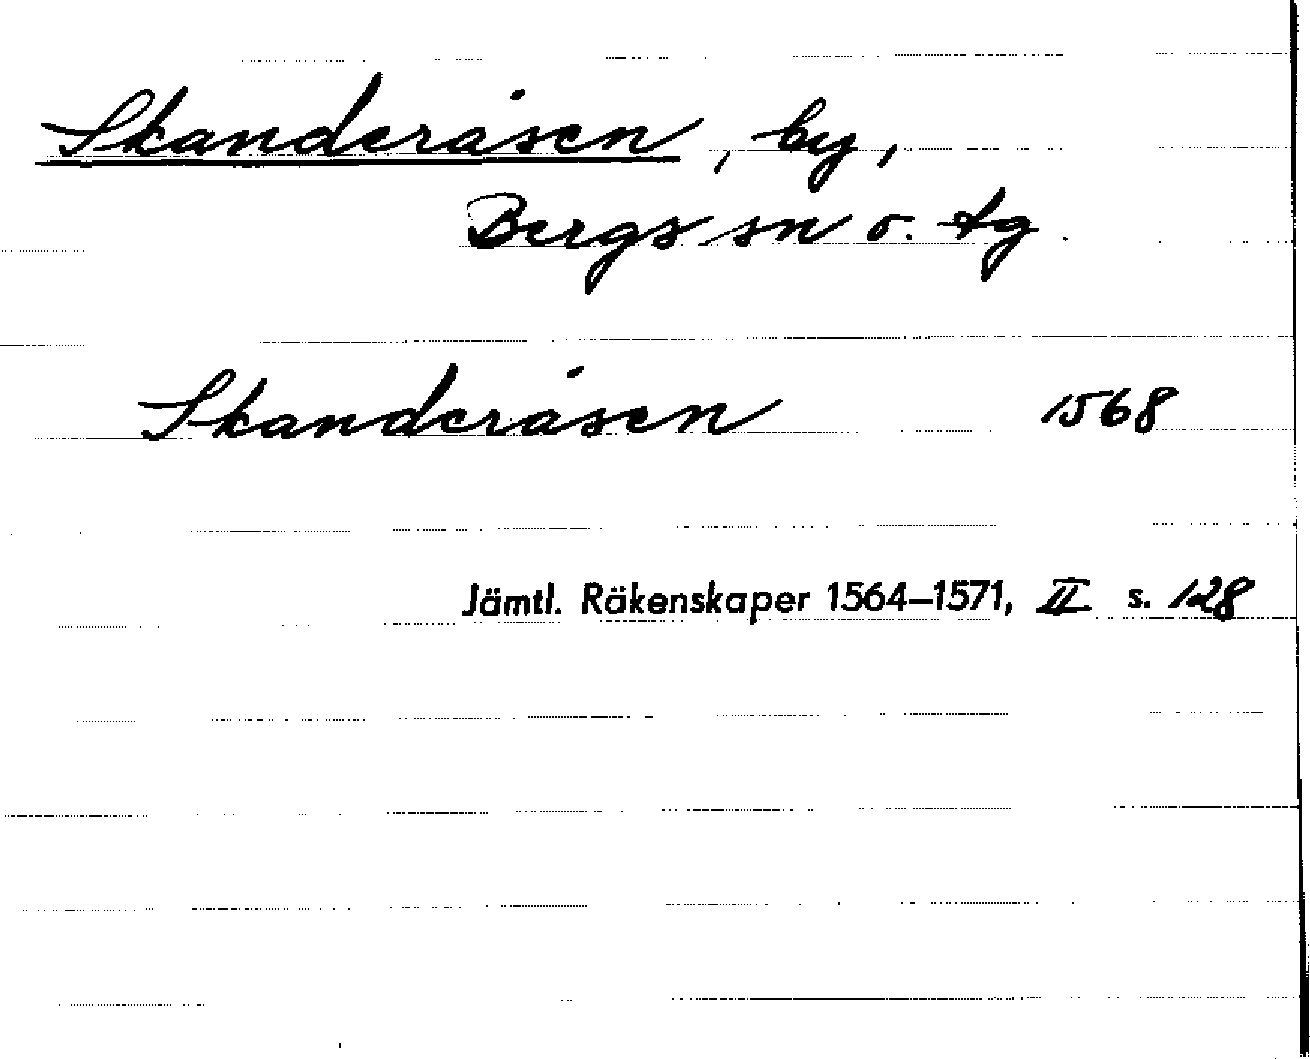 Skanderåsen, by,
Bergs sn o. tg.
Skanderåsen 1568
Jämtl. Räkenskaper 1564–1571, II s. 128